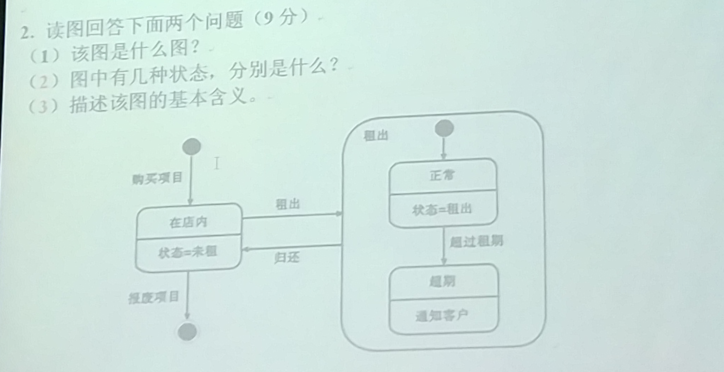 2. 读图回答下面两个问题（9 分）
（1）该图是什么图？
（2）图中有几种状态，分别是什么？
（3）描述该图的基本含义。
租出
购买项目
正常
租出
状态=租出
在店内
超过租期
状态=未租
归还
超期
报废项目
通知客户